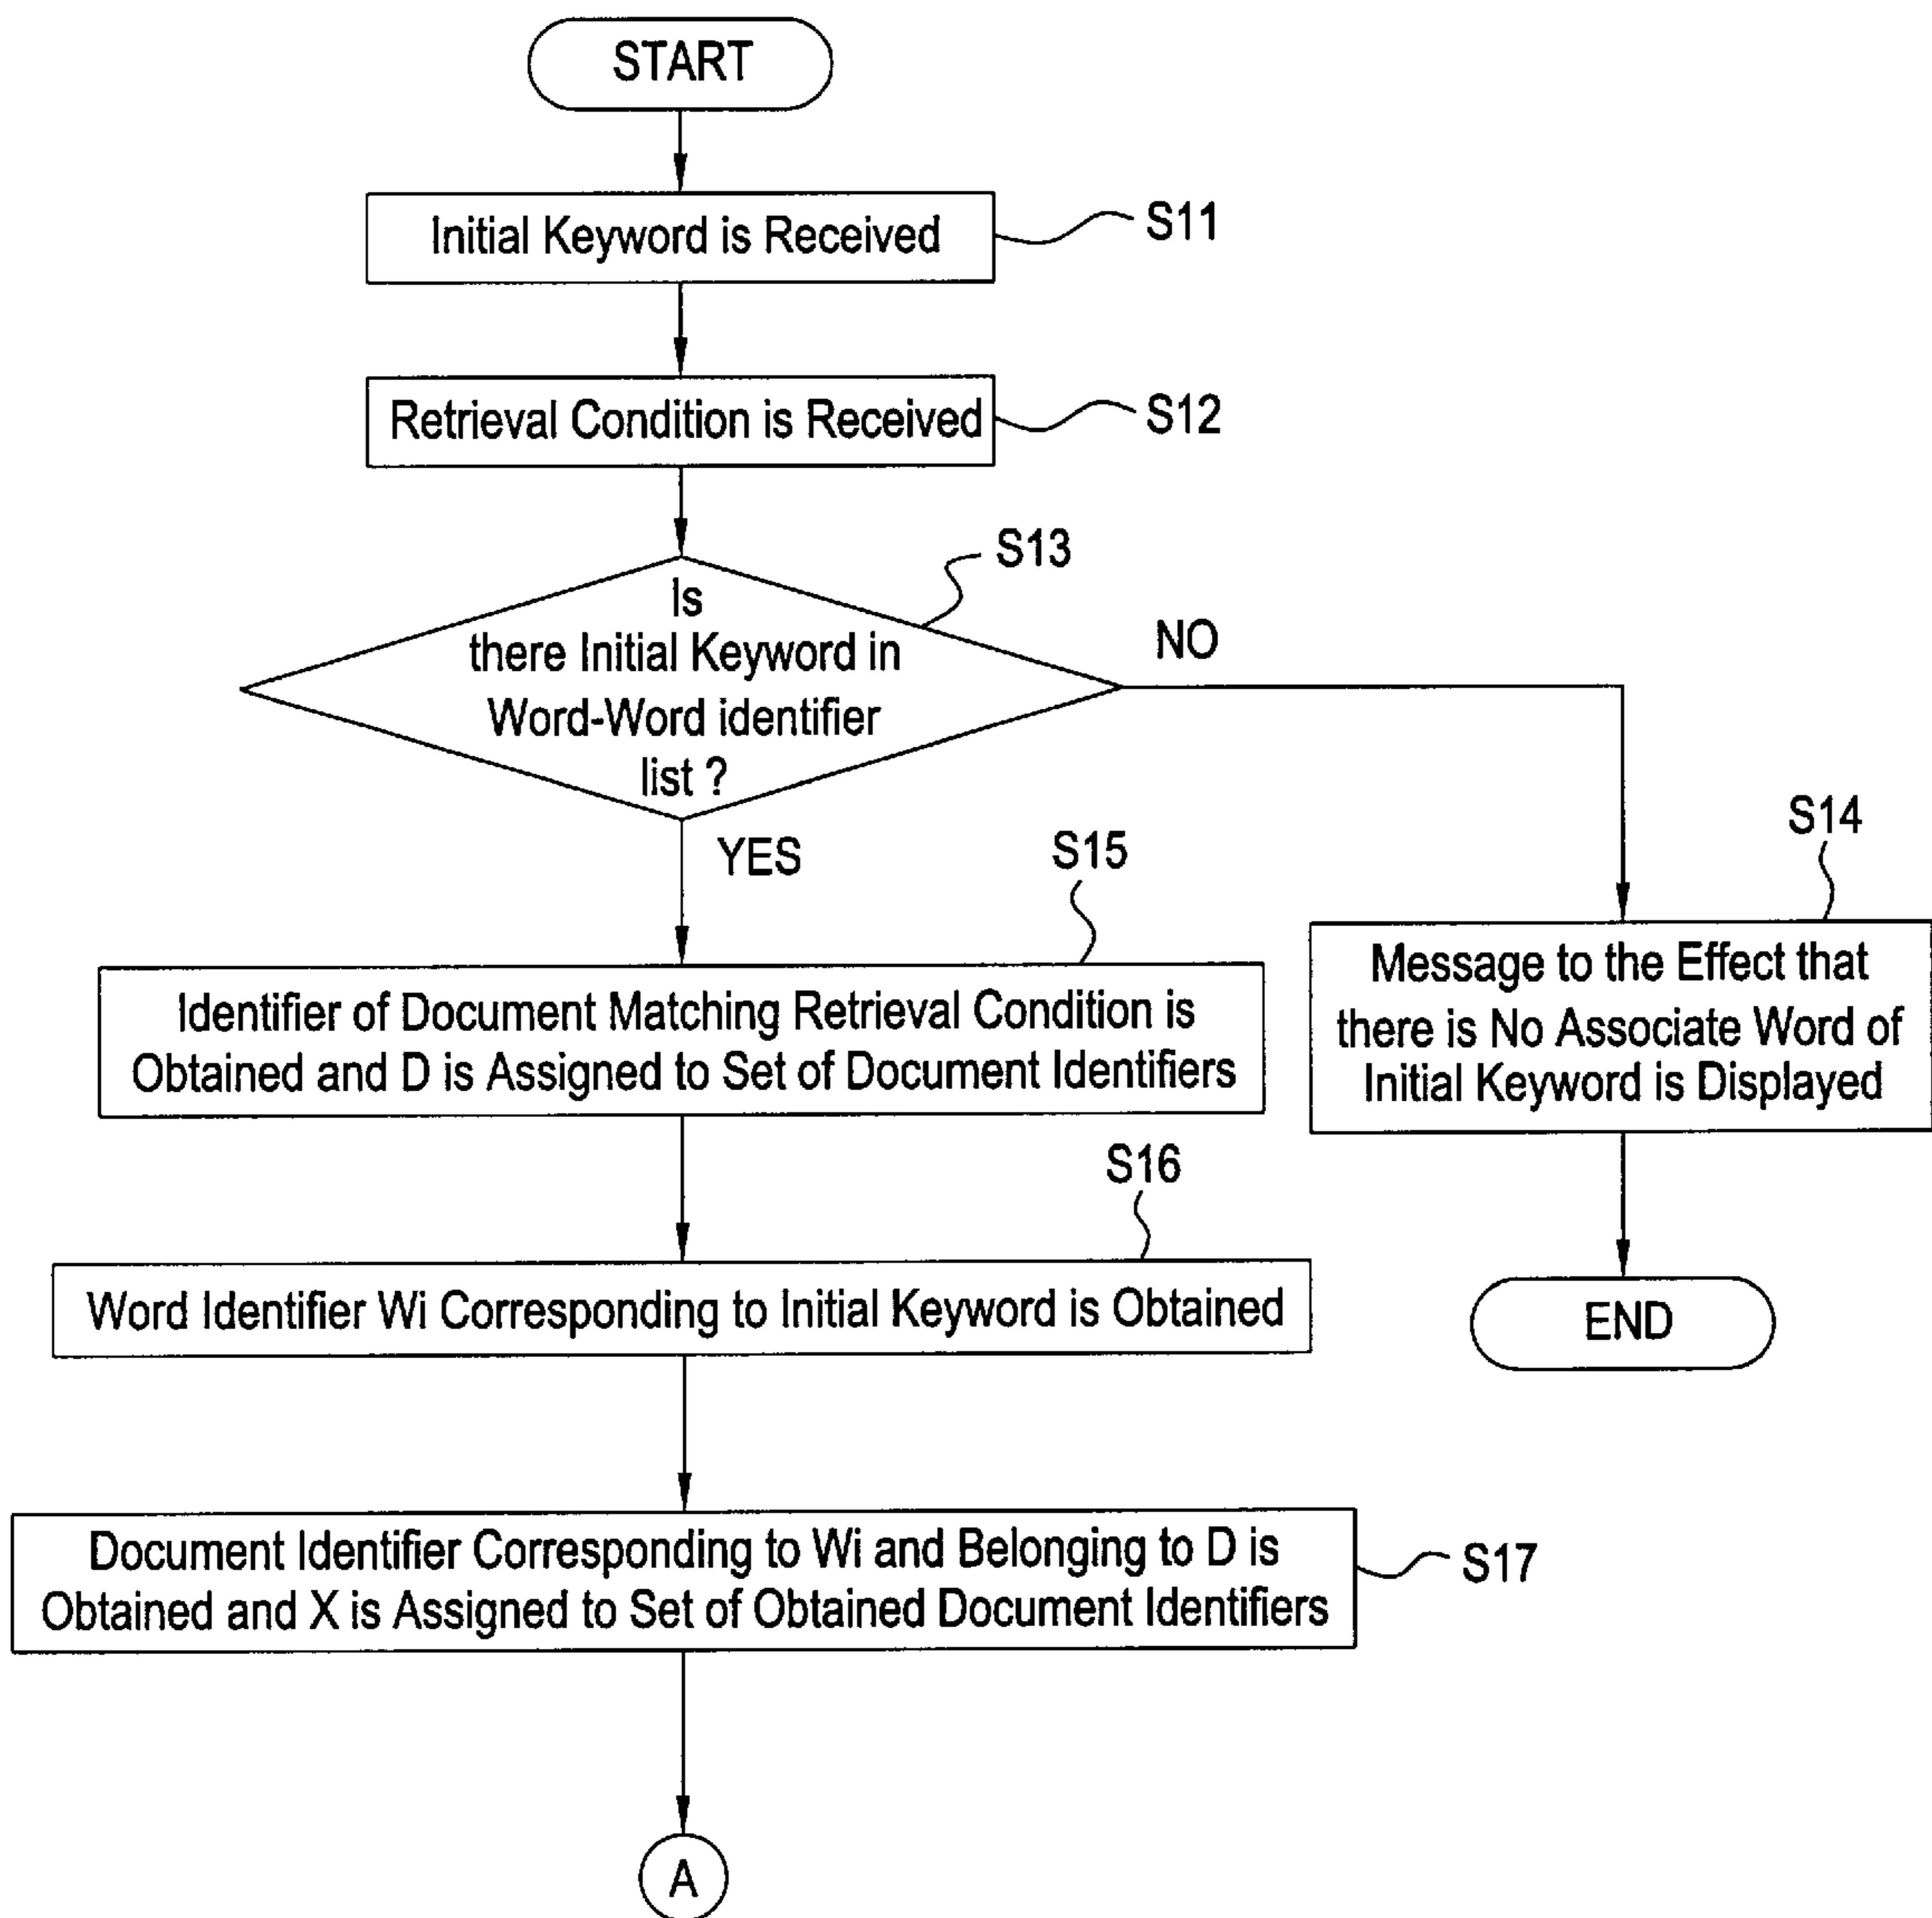 START
Initial Keyword is Received
S11
Retrieval Condition is Received
S12
S13
Is
there Initial Keyword in
Word-Word identifier
list ?
NO
YES
S15
S14
Identifier of Document Matching Retrieval Condition is
Obtained and D is Assigned to Set of Document Identifiers
Message to the Effect that
there is No Associate Word of
Initial Keyword is Displayed
S16
Word Identifier Wi Corresponding to Initial Keyword is Obtained
END
Document Identifier Corresponding to Wi and Belonging to D is
Obtained and X is Assigned to Set of Obtained Document Identifiers
S17
A